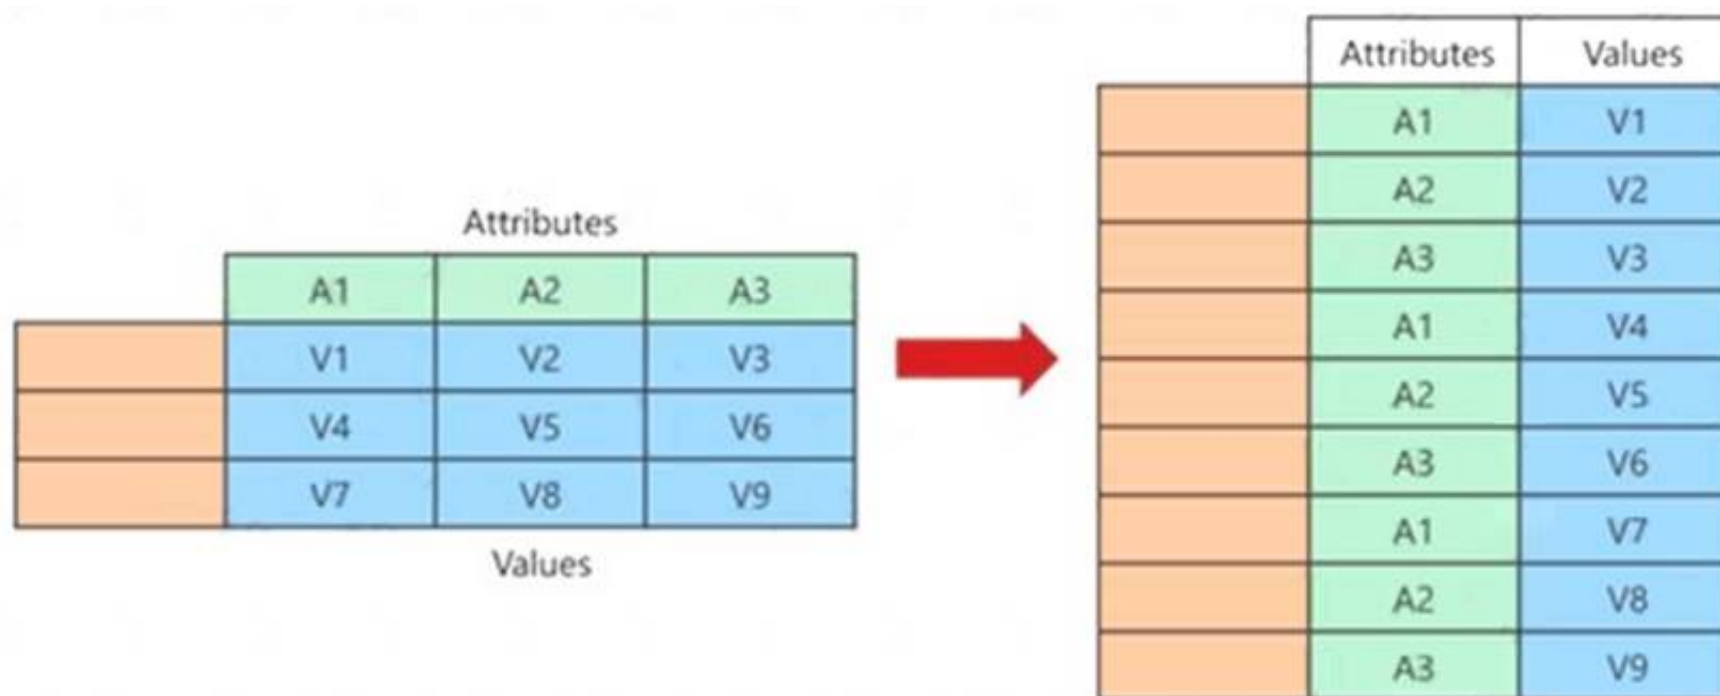 Attributes
A1 A2 A3
V1 V2 V3
V4 V5 V6
V7 V8 V9
Values
Attributes Values
A1 V1
A2 V2
A3 V3
A1 V4
A2 V5
A3 V6
A1 V7
A2 V8
A3 V9